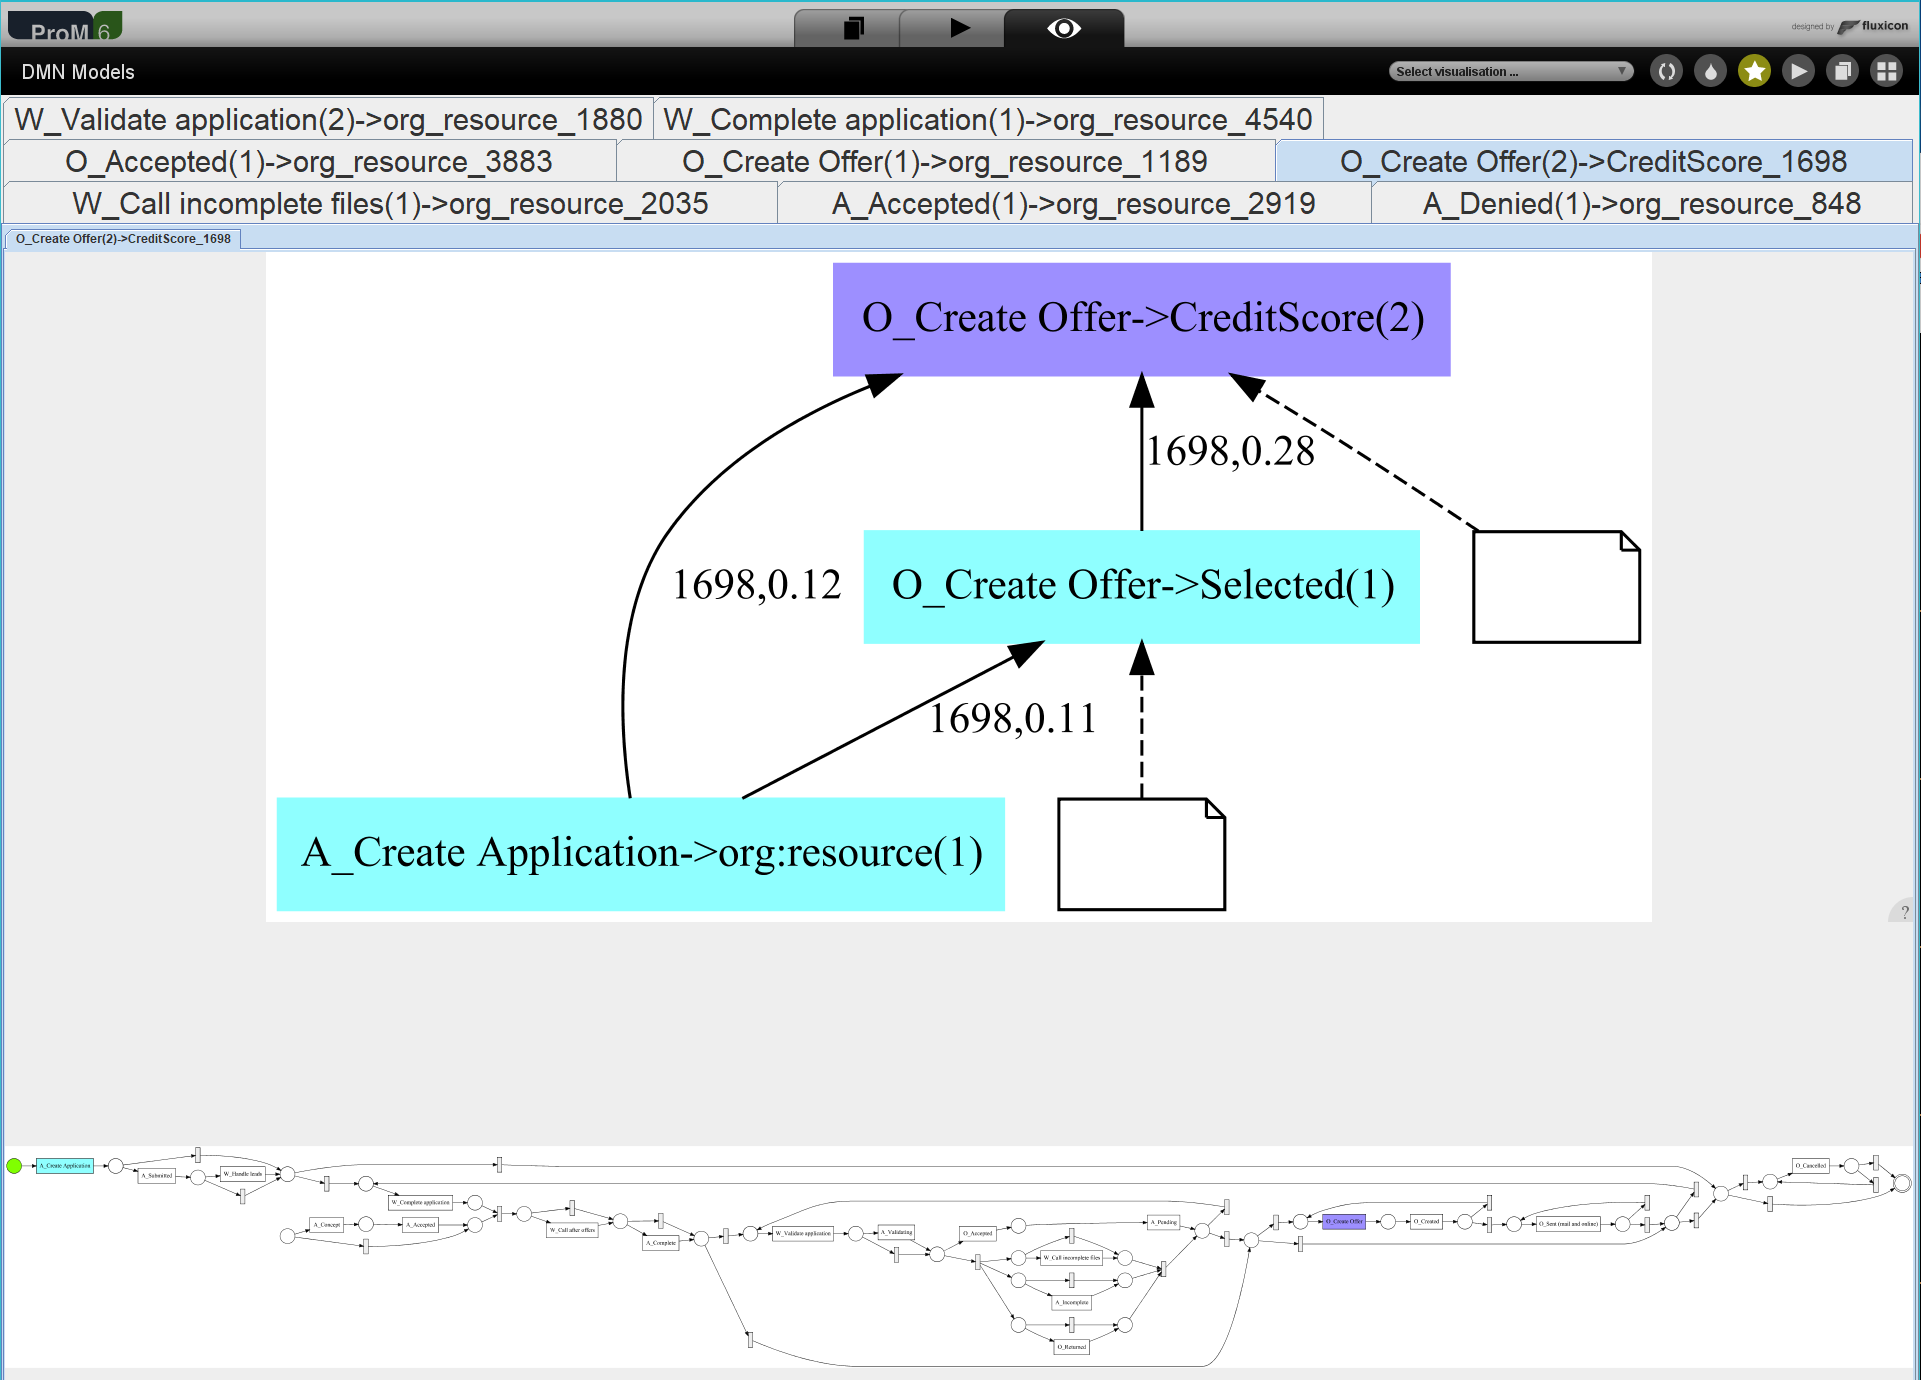 ProM 6
designed by fluxicon
DMN Models
Select visualisation ...
W_Validate application(2)->org_resource_1880
W_Complete application(1)->org_resource_4540
O_Accepted(1)->org_resource_3883
O_Create Offer(1)->org_resource_1189
O_Create Offer(2)->CreditScore_1698
W_Call incomplete files(1)->org_resource_2035
A_Accepted(1)->org_resource_2919
A_Denied(1)->org_resource_848
O_Create Offer(2)->CreditScore_1698
O_Create Offer->CreditScore(2)
1698,0.28
1698,0.12
O_Create Offer->Selected(1)
1698,0.11
A_Create Application->org:resource(1)
?
A_Create Application
A_Submitted
W_Handle leads
W_Complete application
A_Concept
A_Accepted
W_Call after offers
A_Complete
W_Validate application
A_Validating
O_Accepted
A_Pending
W_Call incomplete files
A_Incomplete
O_Returned
O_Create Offer
O_Created
O_Sent (mail and online)
O_Cancelled